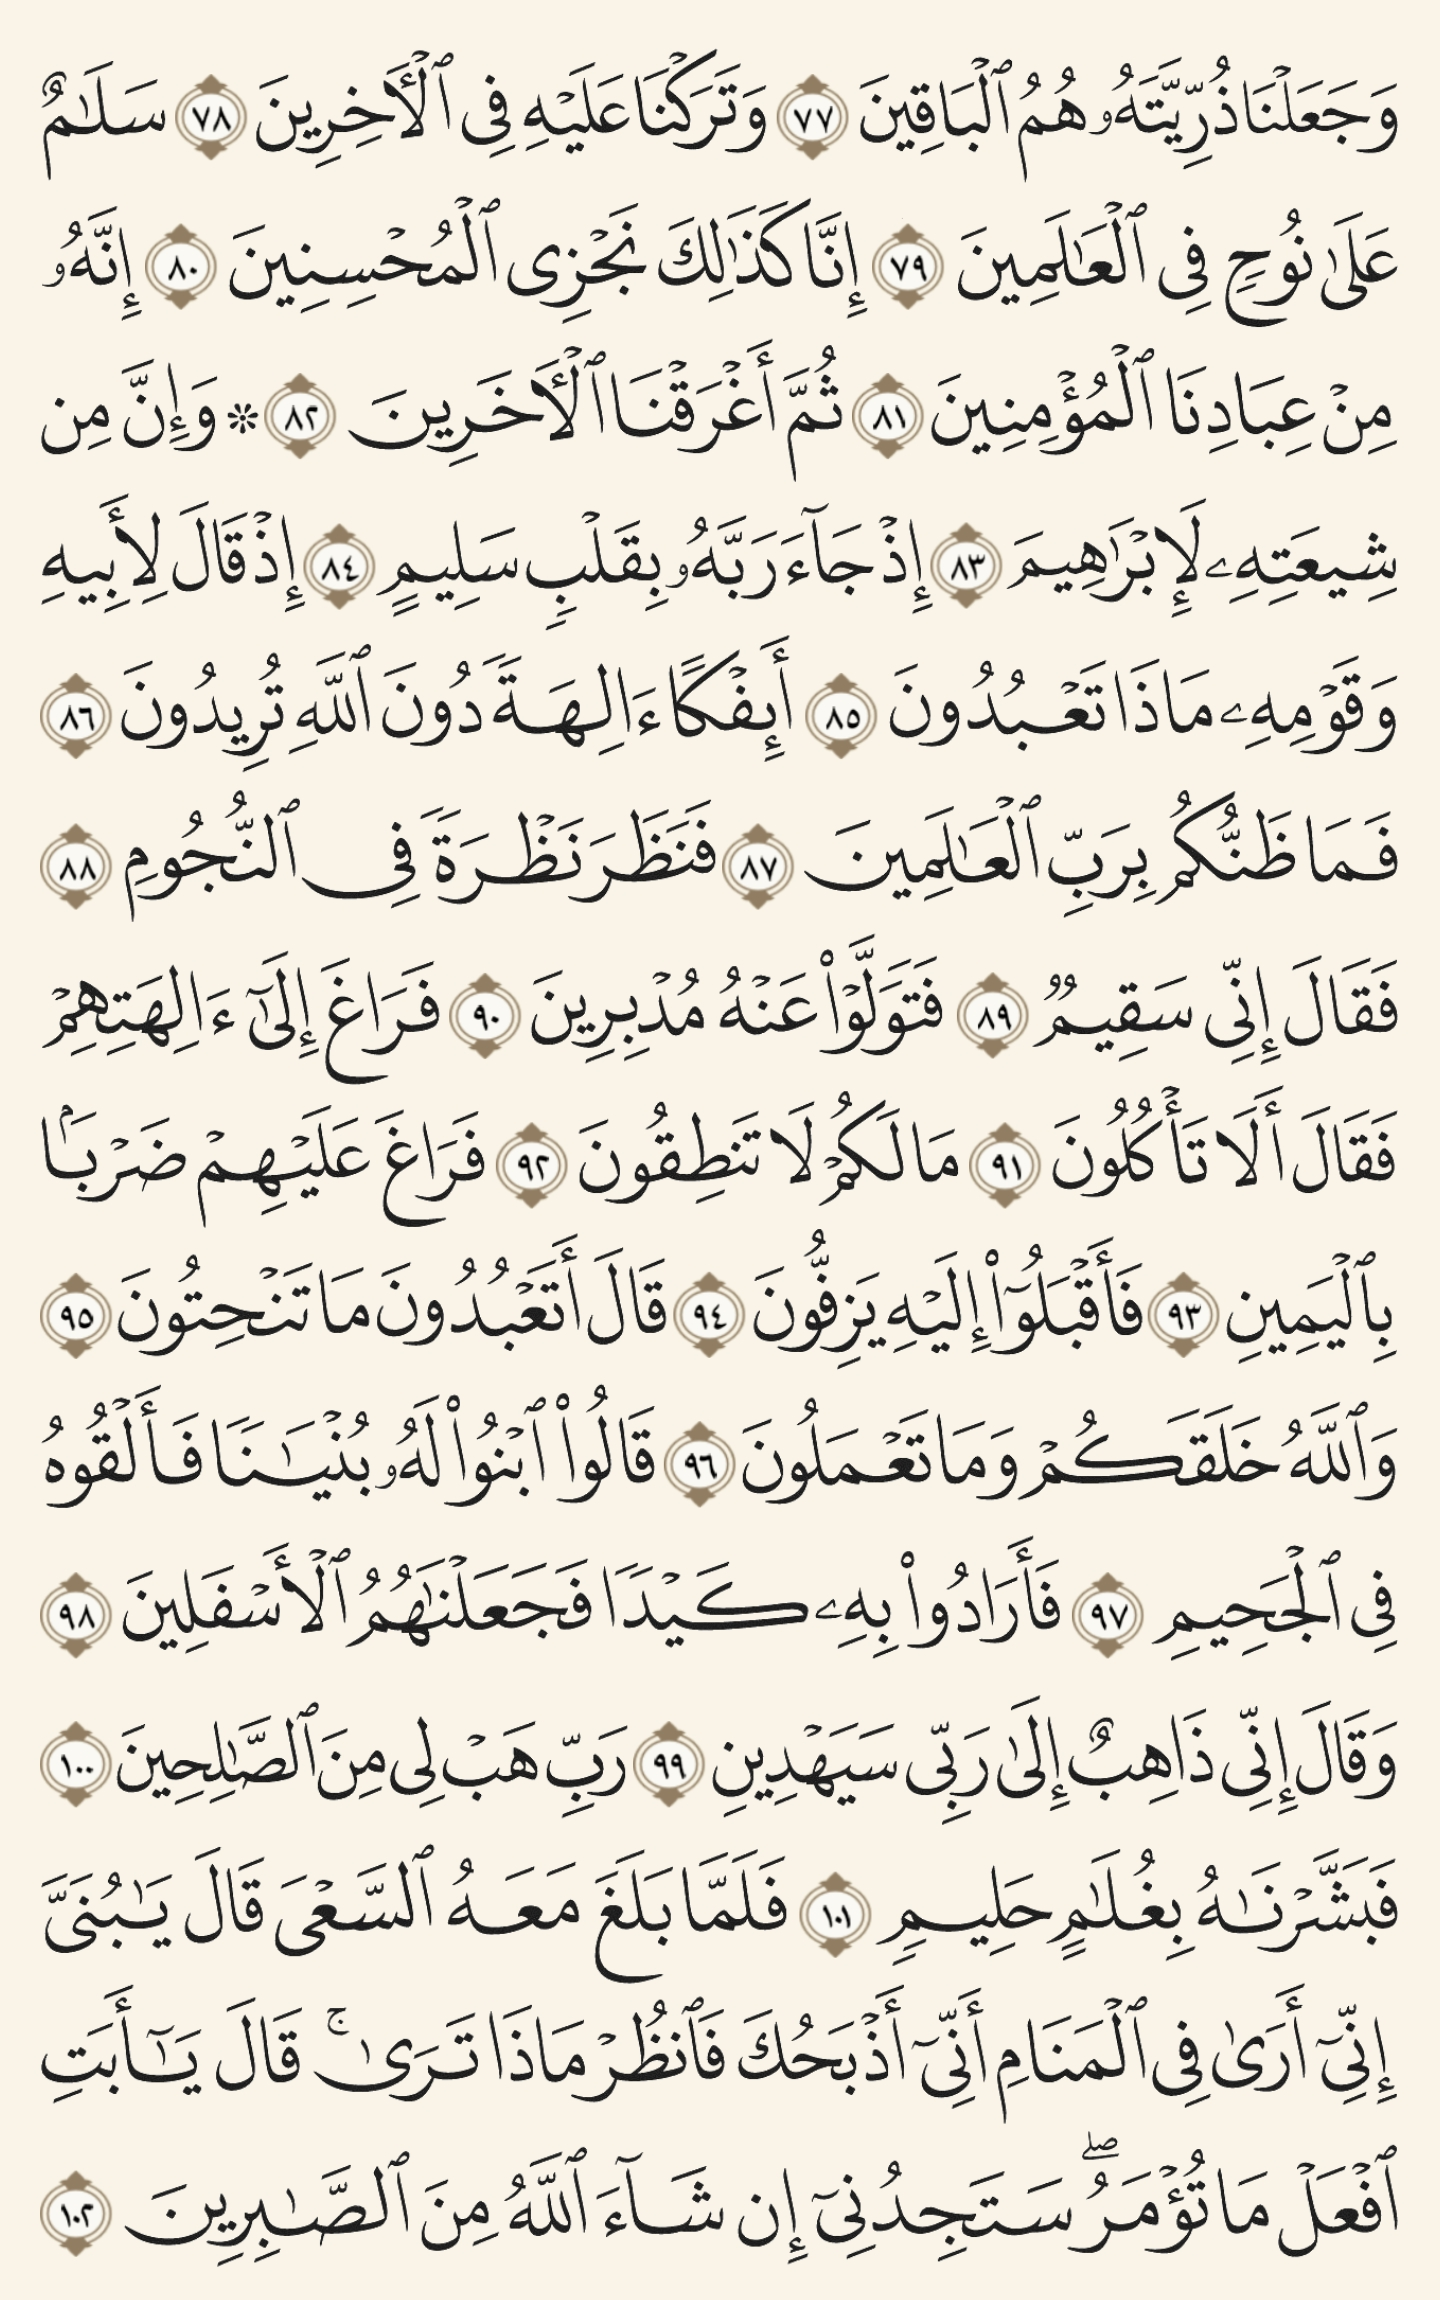 وَجَعَلْنَا ذُرِّيَّتَهُۥ هُمُ ٱلْبَاقِينَ ٧٧ وَتَرَكْنَا عَلَيْهِ فِى ٱلْأَخِرِينَ ٧٨ سَلَٰمٌ
عَلَىٰ نُوحٍ فِى ٱلْعَٰلَمِينَ ٧٩ إِنَّا كَذَٰلِكَ نَجْزِى ٱلْمُحْسِنِينَ ٨٠ إِنَّهُۥ
مِنْ عِبَادِنَا ٱلْمُؤْمِنِينَ ٨١ ثُمَّ أَغْرَقْنَا ٱلْأَخَرِينَ ٨٢ ۞ وَإِنَّ مِن
شِيعَتِهِۦ لَإِبْرَٰهِيمَ ٨٣ إِذْ جَآءَ رَبَّهُۥ بِقَلْبٍ سَلِيمٍ ٨٤ إِذْ قَالَ لِأَبِيهِ
وَقَوْمِهِۦ مَاذَا تَعْبُدُونَ ٨٥ أَئِفْكًا ءَالِهَةً دُونَ ٱللَّهِ تُرِيدُونَ ٨٦
فَمَا ظَنُّكُم بِرَبِّ ٱلْعَٰلَمِينَ ٨٧ فَنَظَرَ نَظْرَةً فِى ٱلنُّجُومِ ٨٨
فَقَالَ إِنِّى سَقِيمٌ ٨٩ فَتَوَلَّوْا۟ عَنْهُ مُدْبِرِينَ ٩٠ فَرَاغَ إِلَىٰٓ ءَالِهَتِهِمْ
فَقَالَ أَلَا تَأْكُلُونَ ٩١ مَا لَكُمْ لَا تَنطِقُونَ ٩٢ فَرَاغَ عَلَيْهِمْ ضَرْبًۢا
بِٱلْيَمِينِ ٩٣ فَأَقْبَلُوٓا۟ إِلَيْهِ يَزِفُّونَ ٩٤ قَالَ أَتَعْبُدُونَ مَا تَنْحِتُونَ ٩٥
وَٱللَّهُ خَلَقَكُمْ وَمَا تَعْمَلُونَ ٩٦ قَالُوا۟ ٱبْنُوا۟ لَهُۥ بُنْيَٰنًا فَأَلْقُوهُ
فِى ٱلْجَحِيمِ ٩٧ فَأَرَادُوا۟ بِهِۦ كَيْدًا فَجَعَلْنَٰهُمُ ٱلْأَسْفَلِينَ ٩٨
وَقَالَ إِنِّى ذَاهِبٌ إِلَىٰ رَبِّى سَيَهْدِينِ ٩٩ رَبِّ هَبْ لِى مِنَ ٱلصَّٰلِحِينَ ١٠٠
فَبَشَّرْنَٰهُ بِغُلَٰمٍ حَلِيمٍ ١٠١ فَلَمَّا بَلَغَ مَعَهُ ٱلسَّعْىَ قَالَ يَٰبُنَىَّ
إِنِّىٓ أَرَىٰ فِى ٱلْمَنَامِ أَنِّىٓ أَذْبَحُكَ فَٱنظُرْ مَاذَا تَرَىٰ ۚ قَالَ يَٰٓأَبَتِ
ٱفْعَلْ مَا تُؤْمَرُ ۖ سَتَجِدُنِىٓ إِن شَآءَ ٱللَّهُ مِنَ ٱلصَّٰبِرِينَ ١٠٢